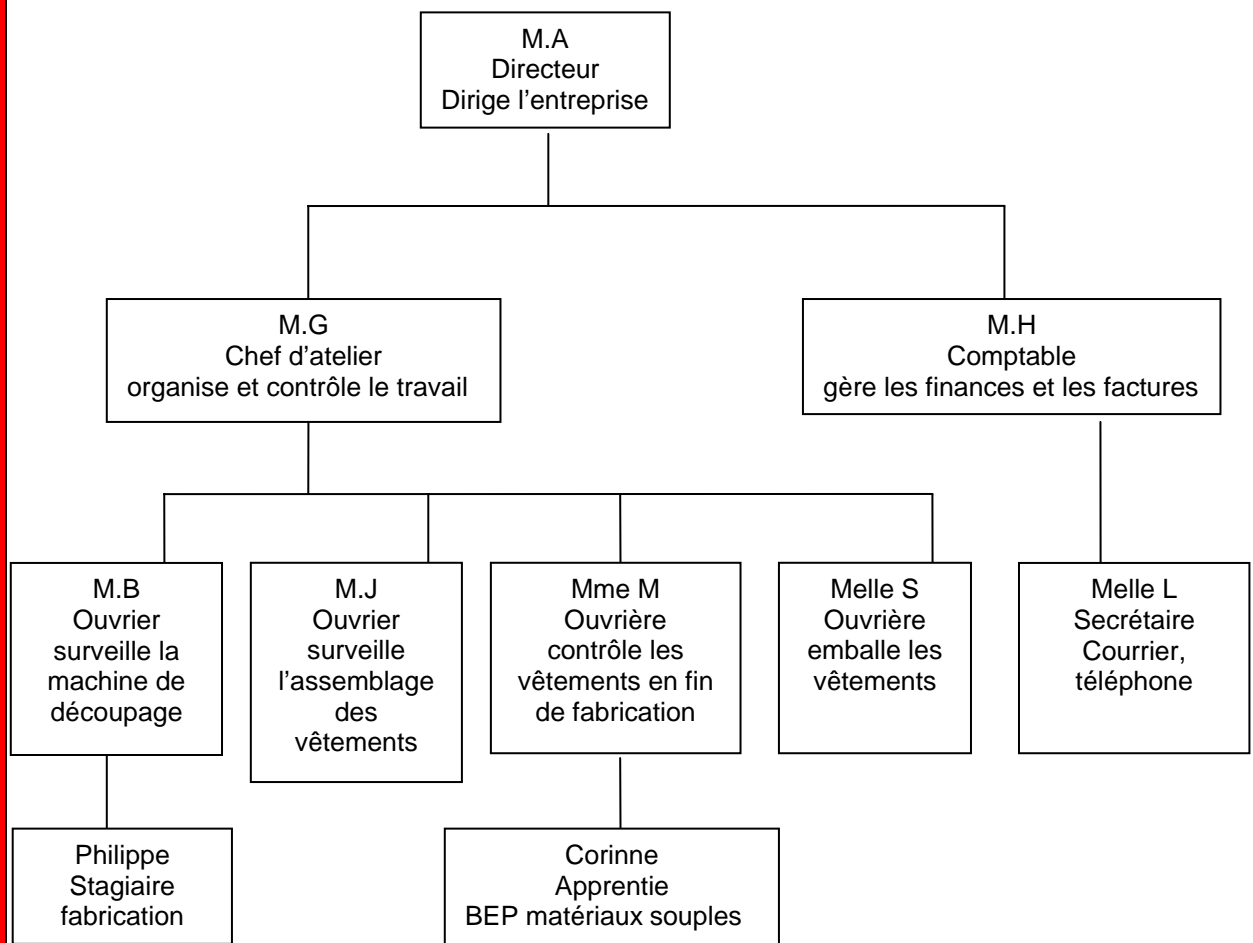 M.A
Directeur
Dirige l’entreprise
M.G
Chef d’atelier
organise et contrôle le travail
M.H
Comptable
gère les finances et les factures
M.B
Ouvrier
surveille la
machine de
découpage
M.J
Ouvrier
surveille
l’assemblage
des
vêtements
Mme M
Ouvrière
contrôle les
vêtements en fin
de fabrication
Melle S
Ouvrière
emballe les
vêtements
Melle L
Secrétaire
Courrier,
téléphone
Philippe
Stagiaire
fabrication
Corinne
Apprentie
BEP matériaux souples